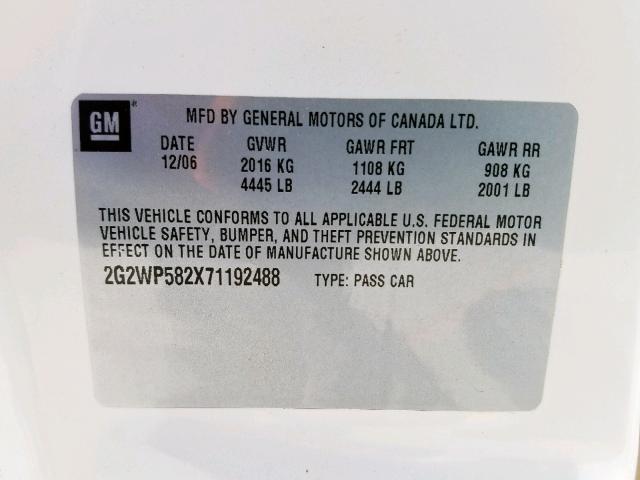 GM ®
MFD BY GENERAL MOTORS OF CANADA LTD.
DATE GVWR GAWR FRT GAWR RR
12/06 2016 KG 1108 KG 908 KG
4445 LB 2444 LB 2001 LB
THIS VEHICLE CONFORMS TO ALL APPLICABLE U.S. FEDERAL MOTOR
VEHICLE SAFETY, BUMPER, AND THEFT PREVENTION STANDARDS IN
EFFECT ON THE DATE OF MANUFACTURE SHOWN ABOVE.
2G2WP582X71192488 TYPE: PASS CAR